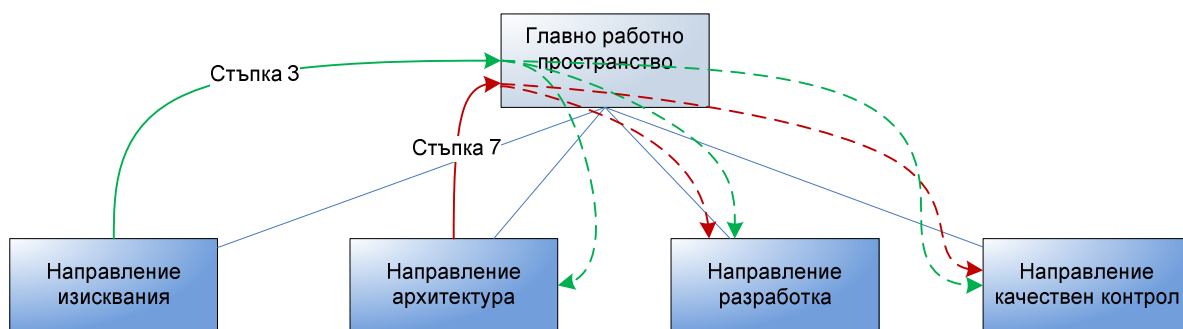 Главно работно
пространство
Стъпка 3
Стъпка 7
Направление
изисквания
Направление
архитектура
Направление
разработка
Направление
качествен контрол